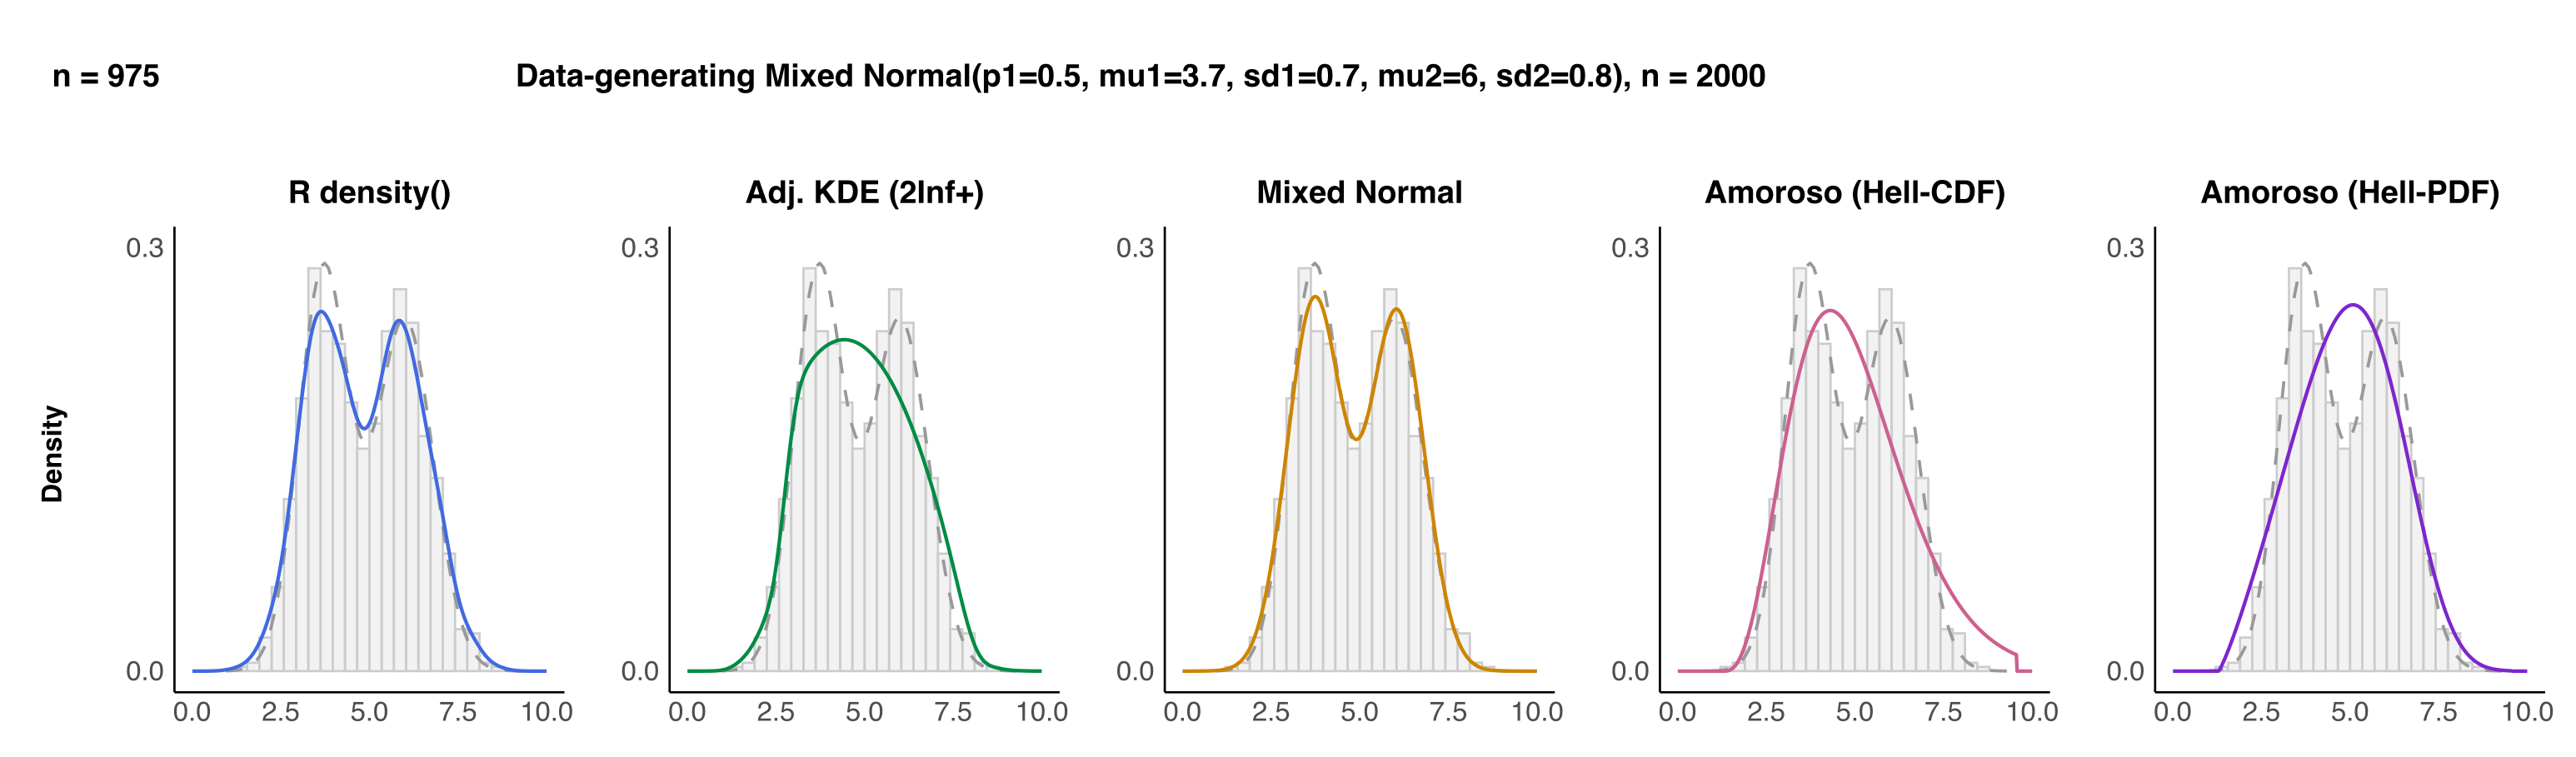 n = 975
Data-generating Mixed Normal(p1=0.5, mu1=3.7, sd1=0.7, mu2=6, sd2=0.8), n = 2000
R density()
Adj. KDE (2Inf+)
Mixed Normal
Amoroso (Hell-CDF)
Amoroso (Hell-PDF)
0.3 0.3 0.3 0.3 0.3
Density
0.0 0.0 0.0 0.0 0.0
0.0 2.5 5.0 7.5 10.0 0.0 2.5 5.0 7.5 10.0 0.0 2.5 5.0 7.5 10.0 0.0 2.5 5.0 7.5 10.0 0.0 2.5 5.0 7.5 10.0